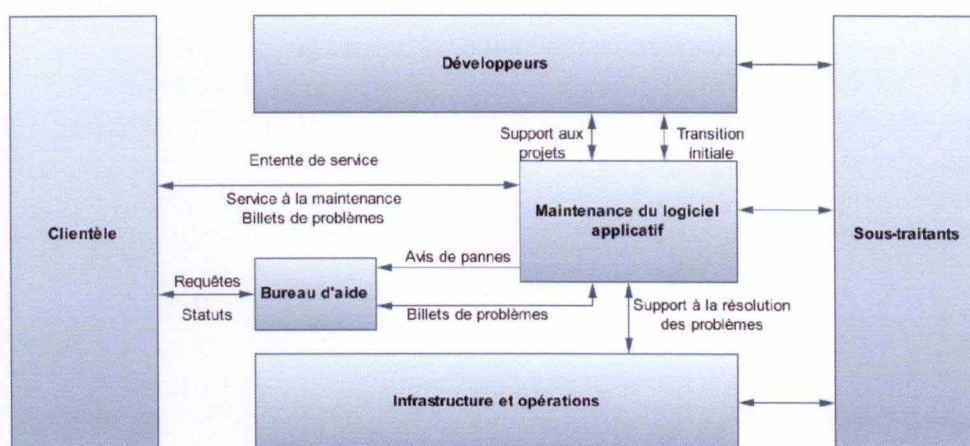 Développeurs
Support aux
projets
Transition
initiale
Entente de service
Service à la maintenance
Billets de problèmes
Clientèle
Maintenance du logiciel
applicatif
Sous-traitants
Avis de pannes
Requêtes
Statuts
Bureau d'aide
Billets de problèmes
Support à la résolution
des problèmes
Infrastructure et opérations